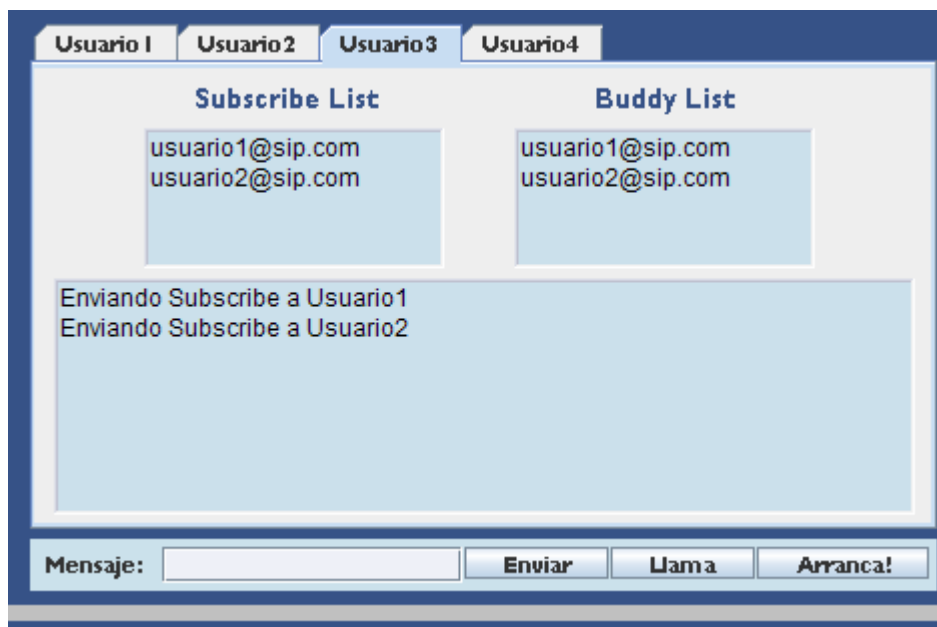 Usuario1 Usuario2 Usuario3 Usuario4
Subscribe List Buddy List
usuario1@sip.com usuario1@sip.com
usuario2@sip.com usuario2@sip.com
Enviando Subscribe a Usuario1
Enviando Subscribe a Usuario2
Mensaje: Enviar Llama Arranca!